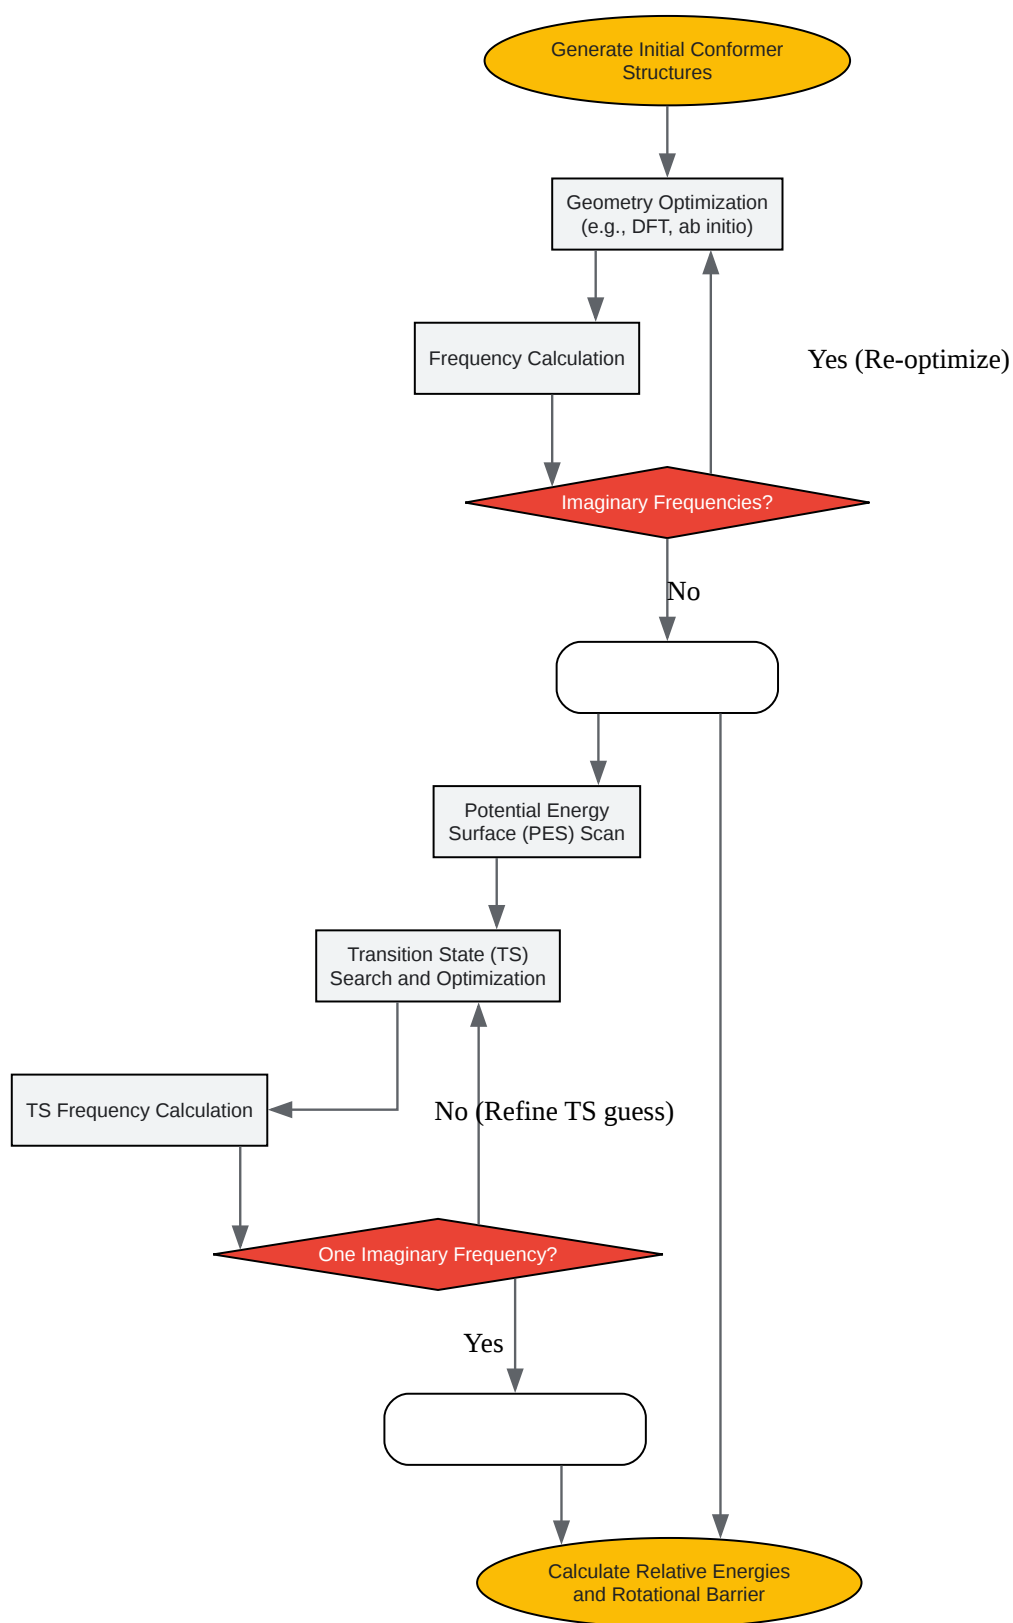 Generate Initial Conformer
Structures
Geometry Optimization
(e.g., DFT, ab initio)
Frequency Calculation
Yes (Re-optimize)
Imaginary Frequencies?
No
Potential Energy
Surface (PES) Scan
Transition State (TS)
Search and Optimization
TS Frequency Calculation
No (Refine TS guess)
One Imaginary Frequency?
Yes
Calculate Relative Energies
and Rotational Barrier